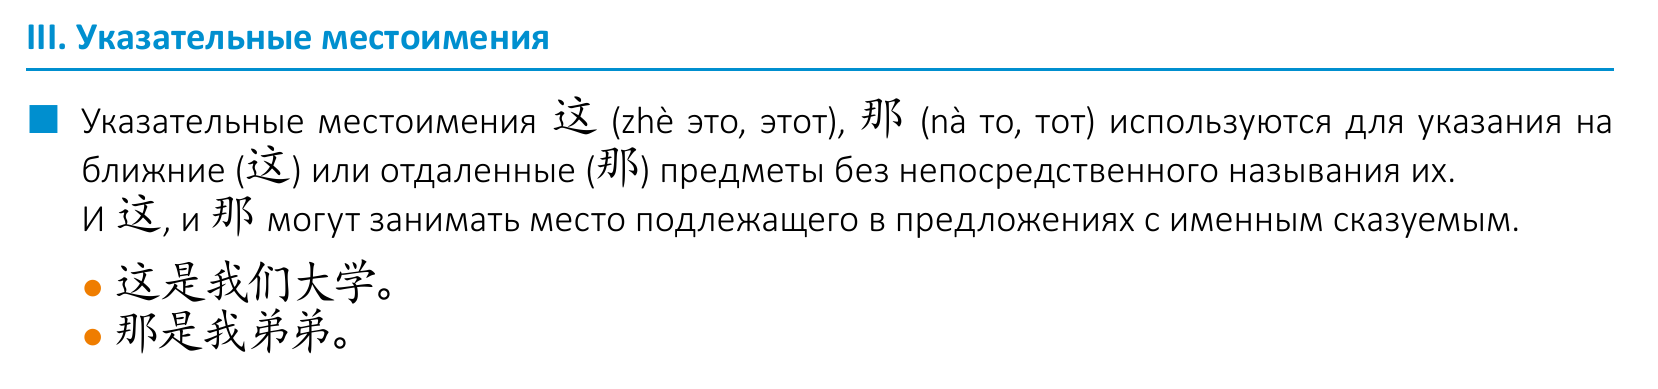 III. Указательные местоимения
Указательные местоимения 这 (zhè это, этот), 那 (nà то, тот) используются для указания на
ближние (这) или отдаленные (那) предметы без непосредственного называния их.
И 这, и 那 могут занимать место подлежащего в предложениях с именным сказуемым.
• 这是我们大学。
• 那是我弟弟。